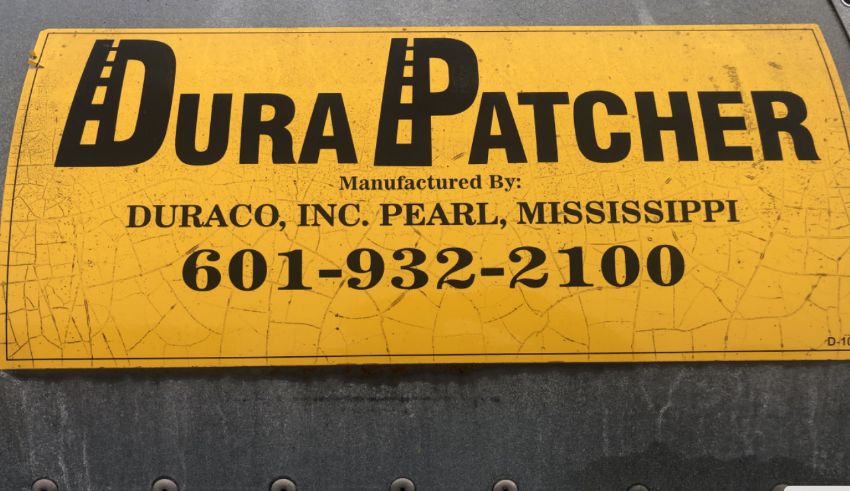 DURA PATCHER
Manufactured By:
DURACO, INC. PEARL, MISSISSIPPI
601-932-2100